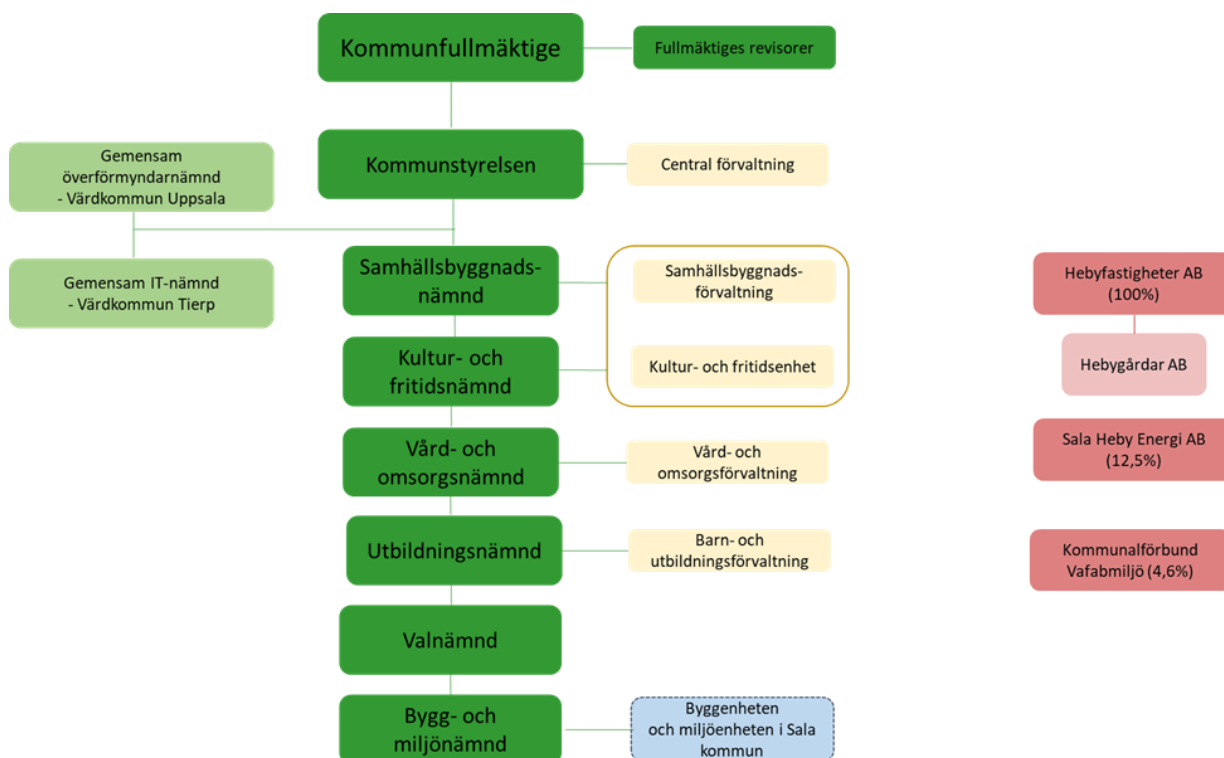 Kommunfullmäktige
Fullmäktiges revisorer
Gemensam
överförmyndarnämnd
- Värdkommun Uppsala
Kommunstyrelsen
Central förvaltning
Gemensam IT-nämnd
- Värdkommun Tierp
Samhällsbyggnads-
nämnd
Samhällsbyggnads-
förvaltning
Hebyfastigheter AB
(100%)
Kultur- och
fritidsnämnd
Kultur- och fritidsenhet
Hebygårdar AB
Vård- och
omsorgsnämnd
Vård- och
omsorgsförvaltning
Sala Heby Energi AB
(12,5%)
Utbildningsnämnd
Barn- och
utbildningsförvaltning
Kommunalförbund
Vafabmiljö (4,6%)
Valnämnd
Bygg- och
miljönämnd
Byggenheten
och miljöenheten i Sala
kommun